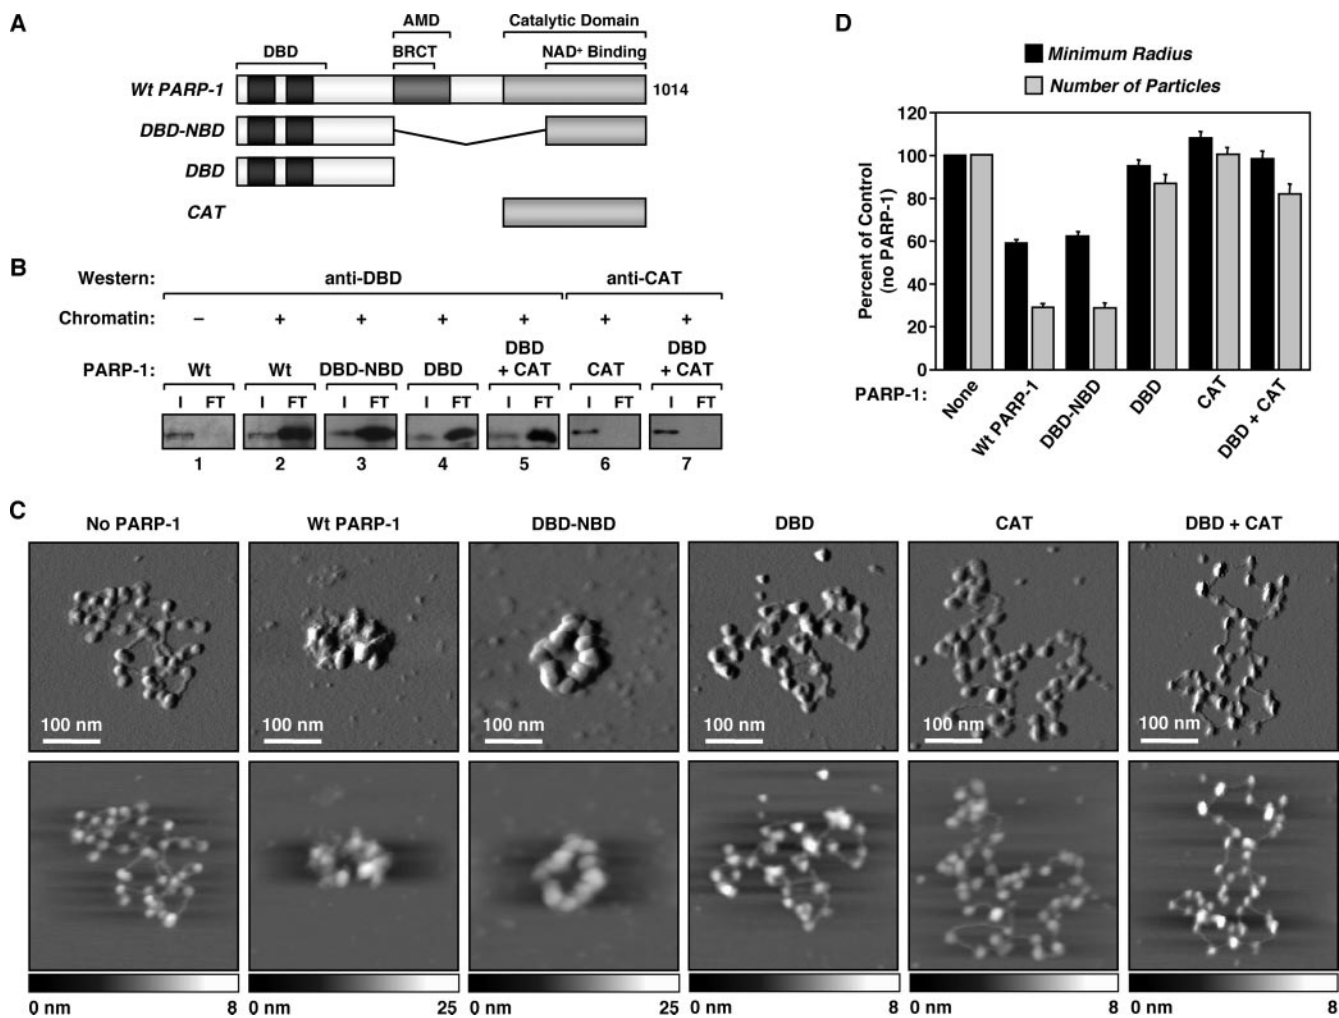 A
AMD
Catalytic Domain
DBD
BRCT
NAD+ Binding
Wt PARP-1
1014
DBD-NBD
DBD
CAT
B
Western:
anti-DBD
anti-CAT
Chromatin:
–
+
+
+
+
+
+
PARP-1:
Wt
Wt
DBD-NBD
DBD
DBD
+ CAT
CAT
DBD
+ CAT
I FT
I FT
I FT
I FT
I FT
I FT
I FT
1
2
3
4
5
6
7
D
Minimum Radius
Number of Particles
Percent of Control
(no PARP-1)
120
100
80
60
40
20
0
PARP-1:
None
Wt PARP-1
DBD-NBD
DBD
CAT
DBD + CAT
C
No PARP-1
Wt PARP-1
DBD-NBD
DBD
CAT
DBD + CAT
100 nm
100 nm
100 nm
100 nm
100 nm
100 nm
0 nm 8
0 nm 25
0 nm 25
0 nm 8
0 nm 8
0 nm 8